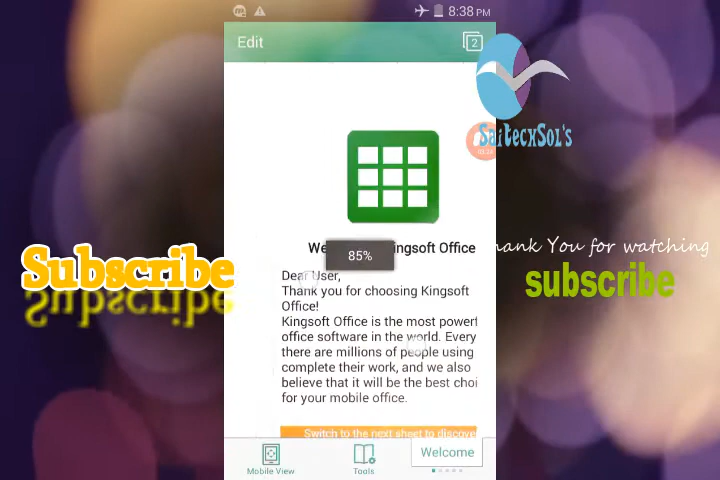 8:38 PM
Edit
2
SaiTecxSol's
We
ingsoft Office
85%
Dear User,
Thank you for choosing Kingsoft
Office!
Kingsoft Office is the most powerf
office software in the world. Every
there are millions of people using
complete their work, and we also
believe that it will be the best choi
for your mobile office.
Switch to the next sheet to discove
Mobile View
Tools
Welcome
Subscribe
Subscribe
hank You for watching
subscribe